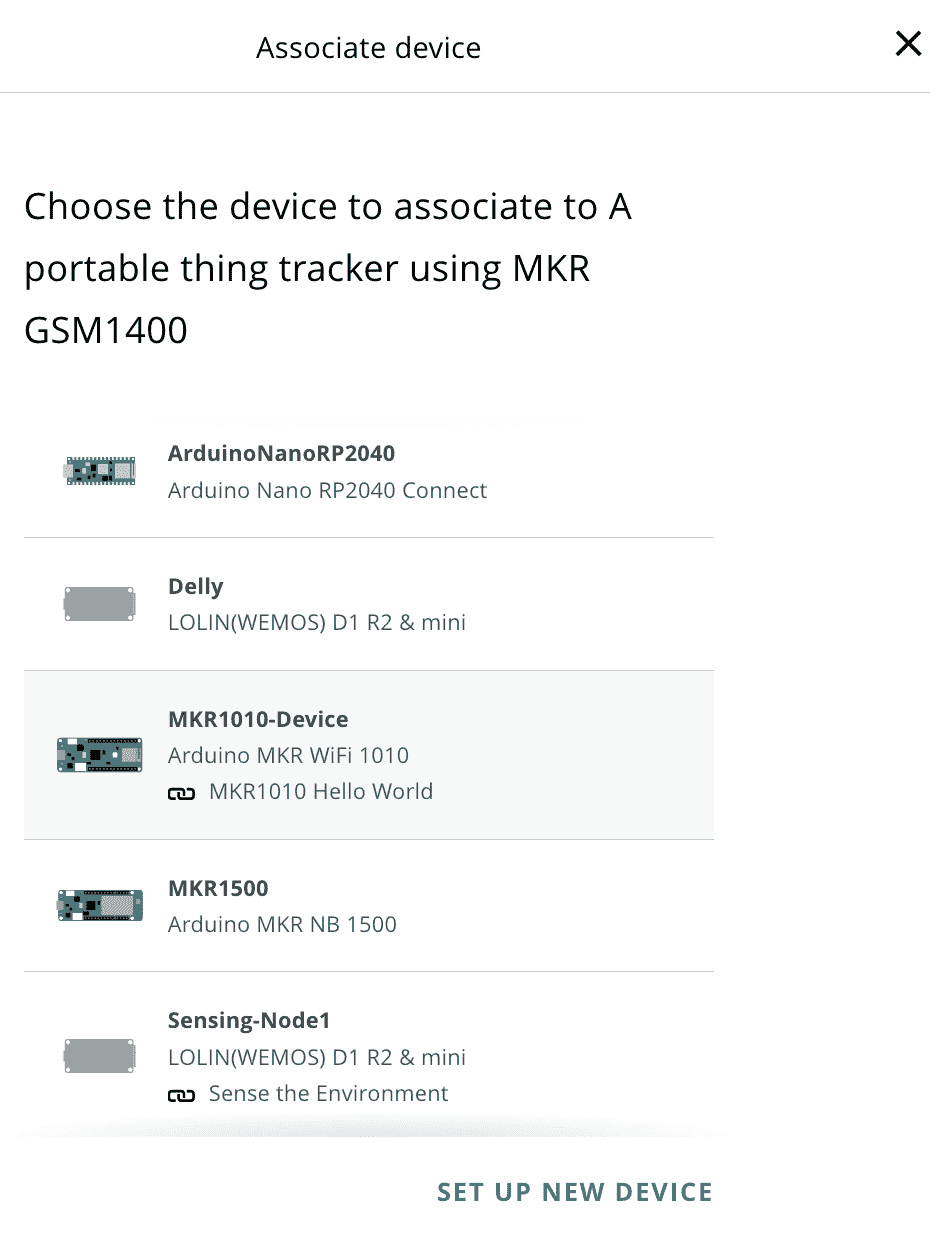 Associate device
Choose the device to associate to A
portable thing tracker using MKR
GSM1400
ArduinoNanoRP2040
Arduino Nano RP2040 Connect
Delly
LOLIN(WEMOS) D1 R2 & mini
MKR1010-Device
Arduino MKR WiFi 1010
MKR1010 Hello World
MKR1500
Arduino MKR NB 1500
Sensing-Node1
LOLIN(WEMOS) D1 R2 & mini
Sense the Environment
SET UP NEW DEVICE